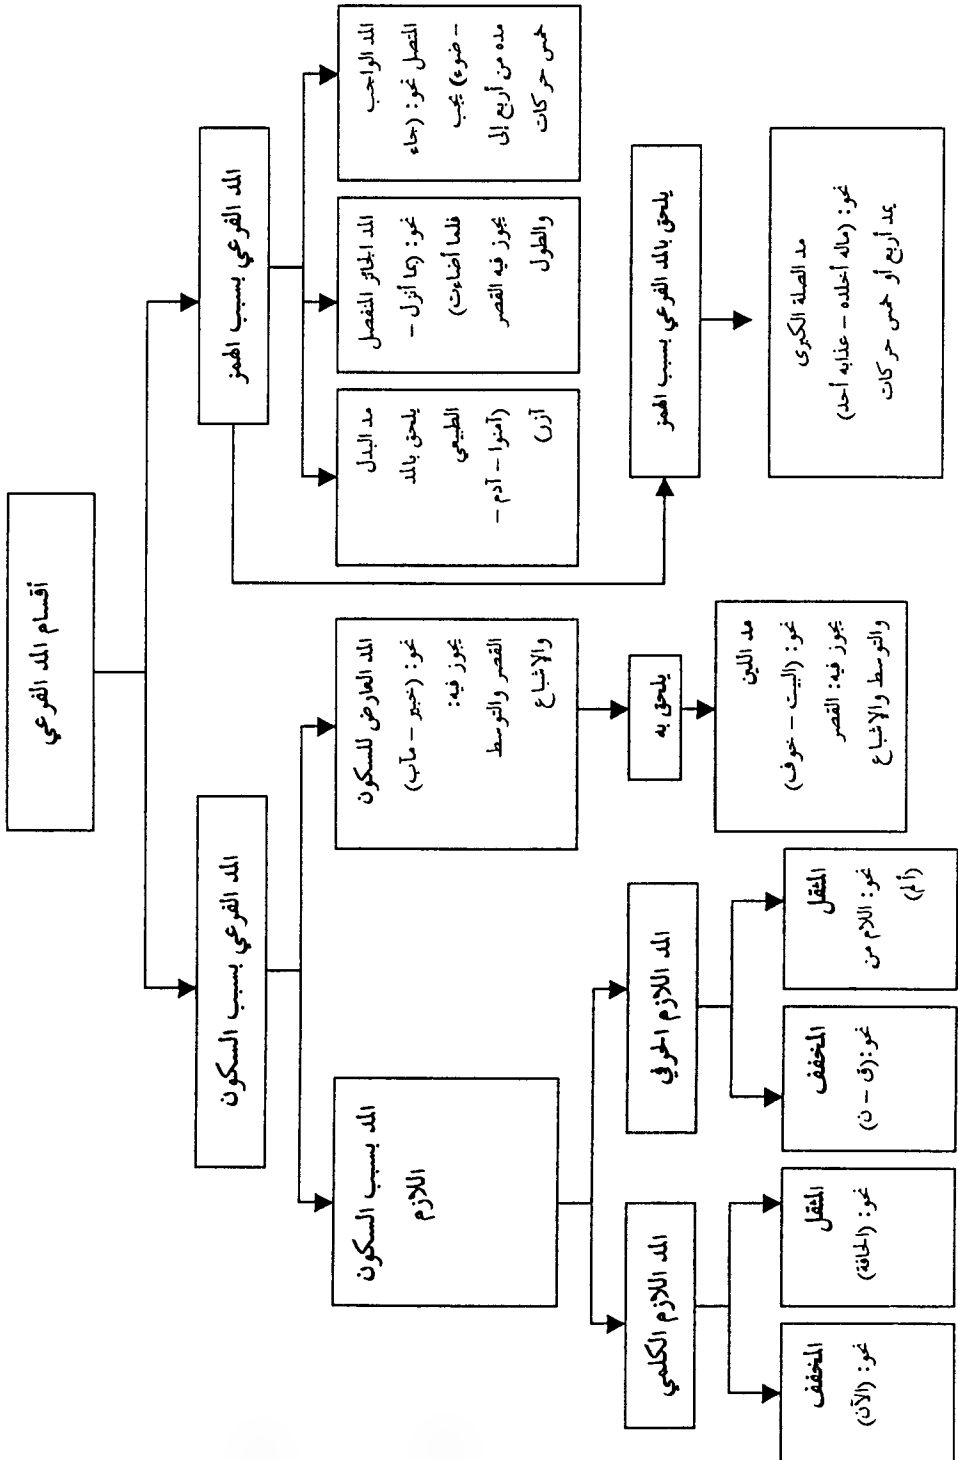 أقسام المد الفرعي
المد الفرعي بسبب الهمز
المد الواجب
المتصل نحو: (جاء
– ضوء) يجب
مده من أربع إلى
خمس حركات
المد الجائز المنفصل
نحو: (بما أنزل –
فلما أضاءت)
يجوز فيه القصر
والطول
مد البدل
يلحق بالمد
الطبيعي
(آمنوا – آدم –
آزر)
يلحق بالمد الفرعي بسبب الهمز
مد الصلة الكبرى
نحو: (ماله أخلده – عذابه أحد)
يمد أربع أو خمس حركات
المد الفرعي بسبب السكون
المد العارض للسكون
نحو: (خبير – مآب)
يجوز فيه:
القصر والتوسط
والإشباع
يلحق به
مد اللين
نحو: (البيت – خوف)
يجوز فيه: القصر
والتوسط والإشباع
المد بسبب السكون
اللازم
المد اللازم الحرفي
المثقل
نحو: اللام من
(ألم)
المخفف
نحو: (ق – ن)
المد اللازم الكلمي
المثقل
نحو: (الحاقة)
المخفف
نحو: (الآن)